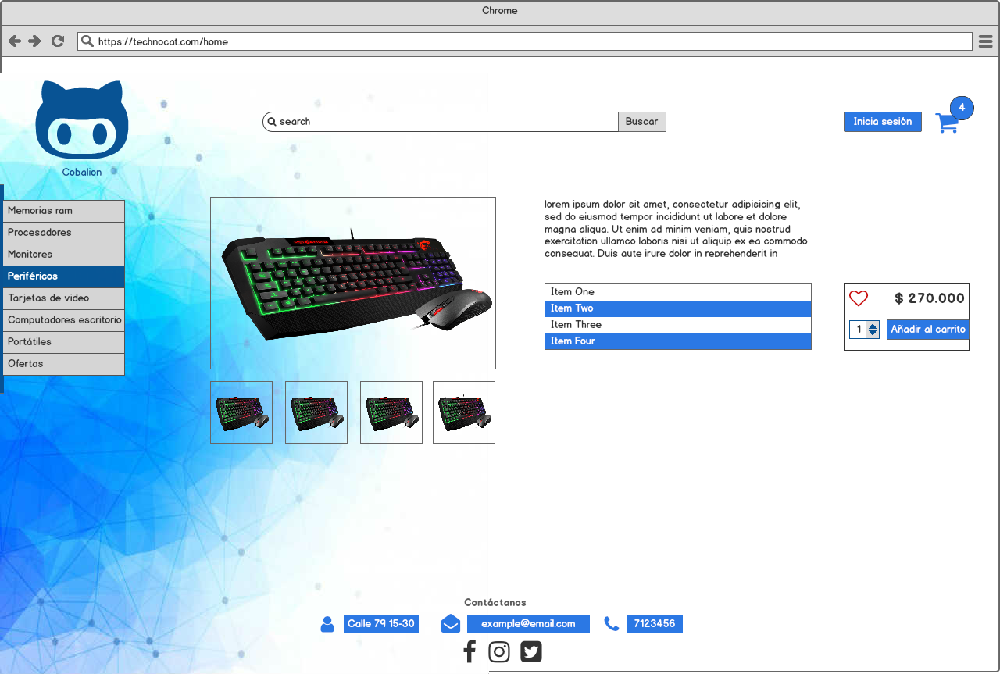 Chrome
https://technocat.com/home
search
Buscar
Inicia sesión
4
Cobalion
Memorias ram
Procesadores
Monitores
Periféricos
Tarjetas de video
Computadores escritorio
Portátiles
Ofertas
lorem ipsum dolor sit amet, consectetur adipisicing elit,
sed do eiusmod tempor incididunt ut labore et dolore
magna aliqua. Ut enim ad minim veniam, quis nostrud
exercitation ullamco laboris nisi ut aliquip ex ea commodo
consequat. Duis aute irure dolor in reprehenderit in
Item One
Item Two
Item Three
Item Four
$ 270.000
1
Añadir al carrito
Contáctanos
Calle 79 15-30
example@email.com
7123456